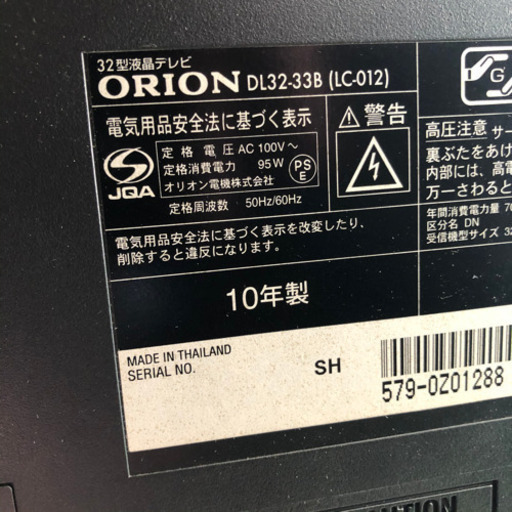 32型液晶テレビ
ORION DL32-33B (LC-012)
電気用品安全法に基づく表示
JQA
定格電圧 AC 100V～
定格消費電力 95W
オリオン電機株式会社
定格周波数 50Hz/60Hz
PS
E
電気用品安全法に基づく表示を改変したり、
削除すると違反になります。
警告
高圧注意 サー
裏ぶたをあけ
内部には、高電
万一さわると
年間消費電力量 70
区分名 DN
受信機型サイズ 32
G
10年製
MADE IN THAILAND
SERIAL NO.
SH
579-0Z01288
CAUTION